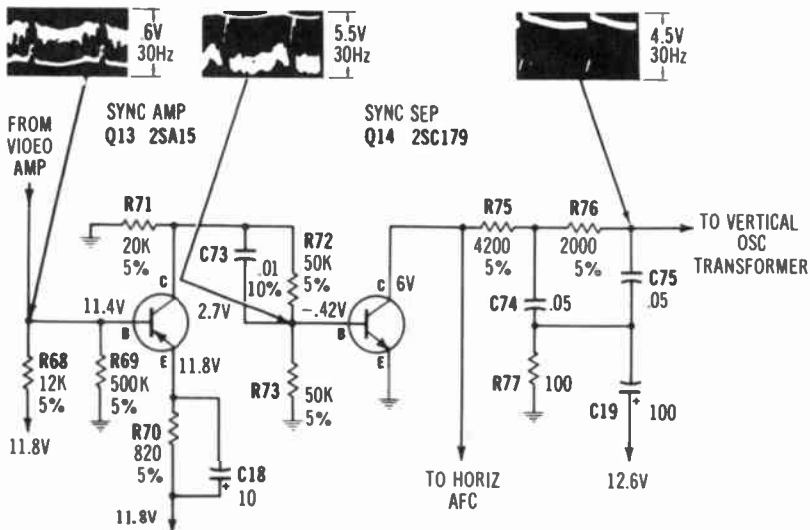 .6V
30Hz
5.5V
30Hz
4.5V
30Hz
FROM
VIOEO
AMP
SYNC AMP
Q13 2SA15
SYNC SEP
Q14 2SC179
R71
20K
5%
C73
.01
10%
R72
50K
5%
R75
4200
5%
R76
2000
5%
TO VERTICAL
OSC
TRANSFORMER
C
6V
C
C74
.05
C75
.05
11.4V
B
2.7V
-.42V
B
E
11.8V
E
R68
12K
5%
11.8V
R69
500K
5%
R73
50K
5%
R77
100
C19
+
100
R70
820
5%
C18
+
10
11.8V
TO HORIZ
AFC
12.6V